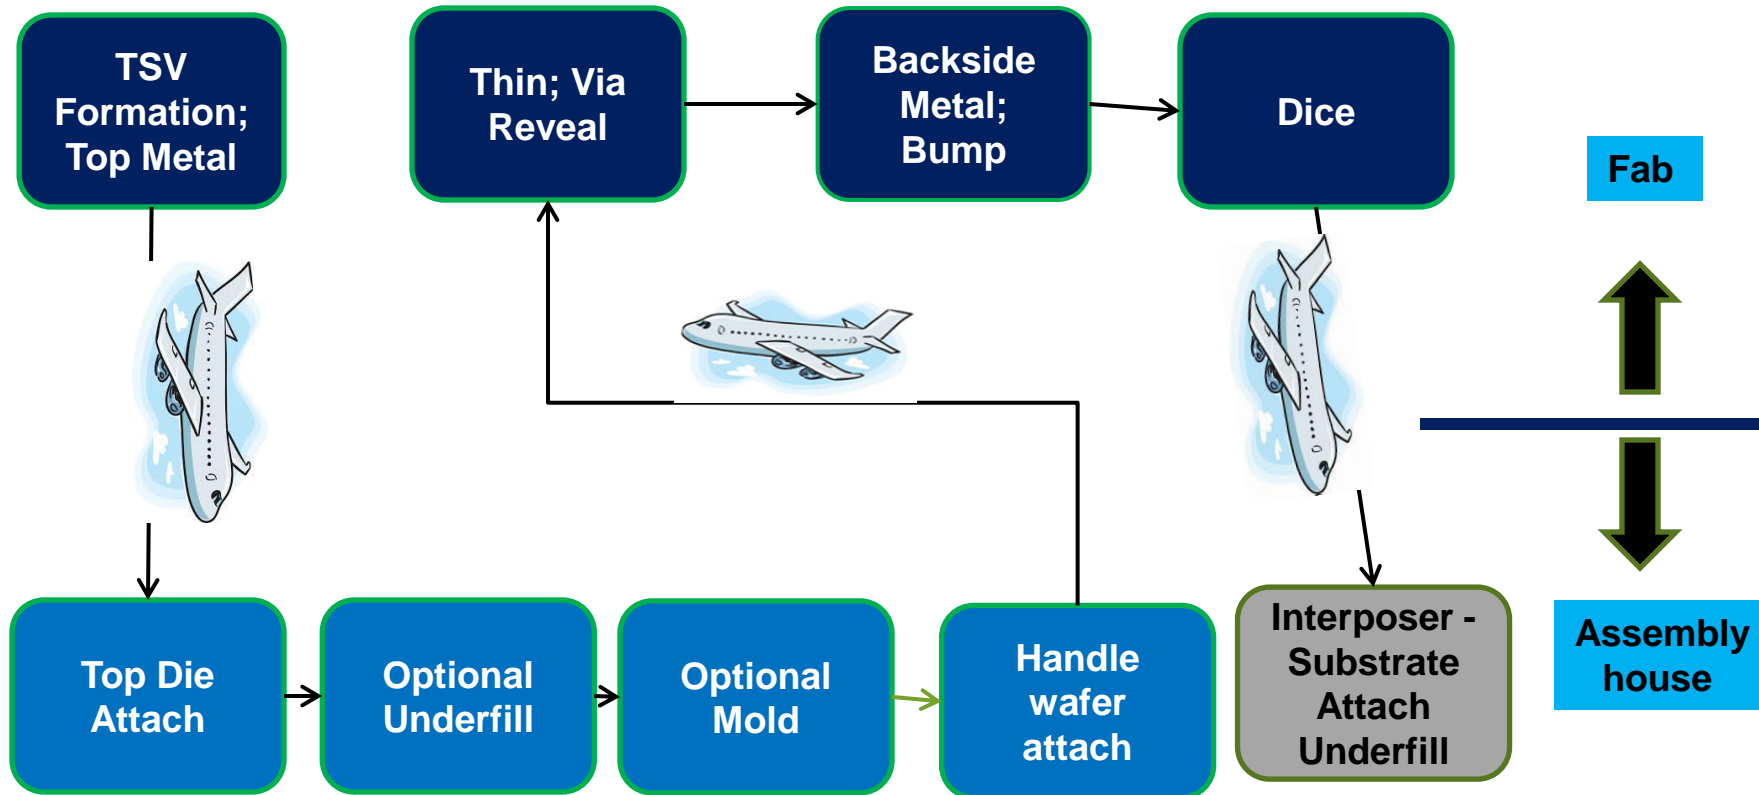 TSV
Formation;
Top Metal
Thin; Via
Reveal
Backside
Metal;
Bump
Dice
Fab
Top Die
Attach
Optional
Underfill
Optional
Mold
Handle
wafer
attach
Interposer -
Substrate
Attach
Underfill
Assembly
house